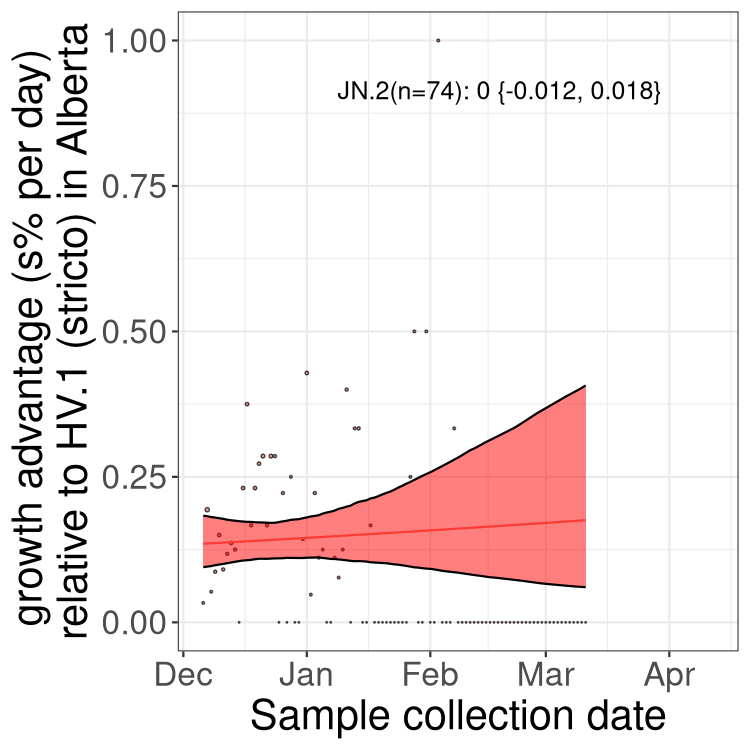 growth advantage (s% per day)
relative to HV.1 (stricto) in Alberta
1.00
0.75
0.50
0.25
0.00
JN.2(n=74): 0 {-0.012, 0.018}
Dec Jan Feb Mar Apr
Sample collection date